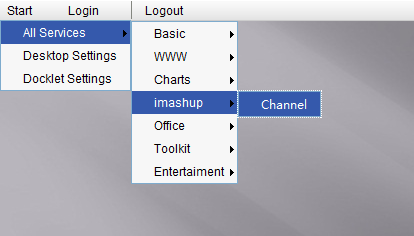 Start Login Logout
All Services
Desktop Settings
Docklet Settings
Basic
WWW
Charts
imashup
Office
Toolkit
Entertaiment
Channel